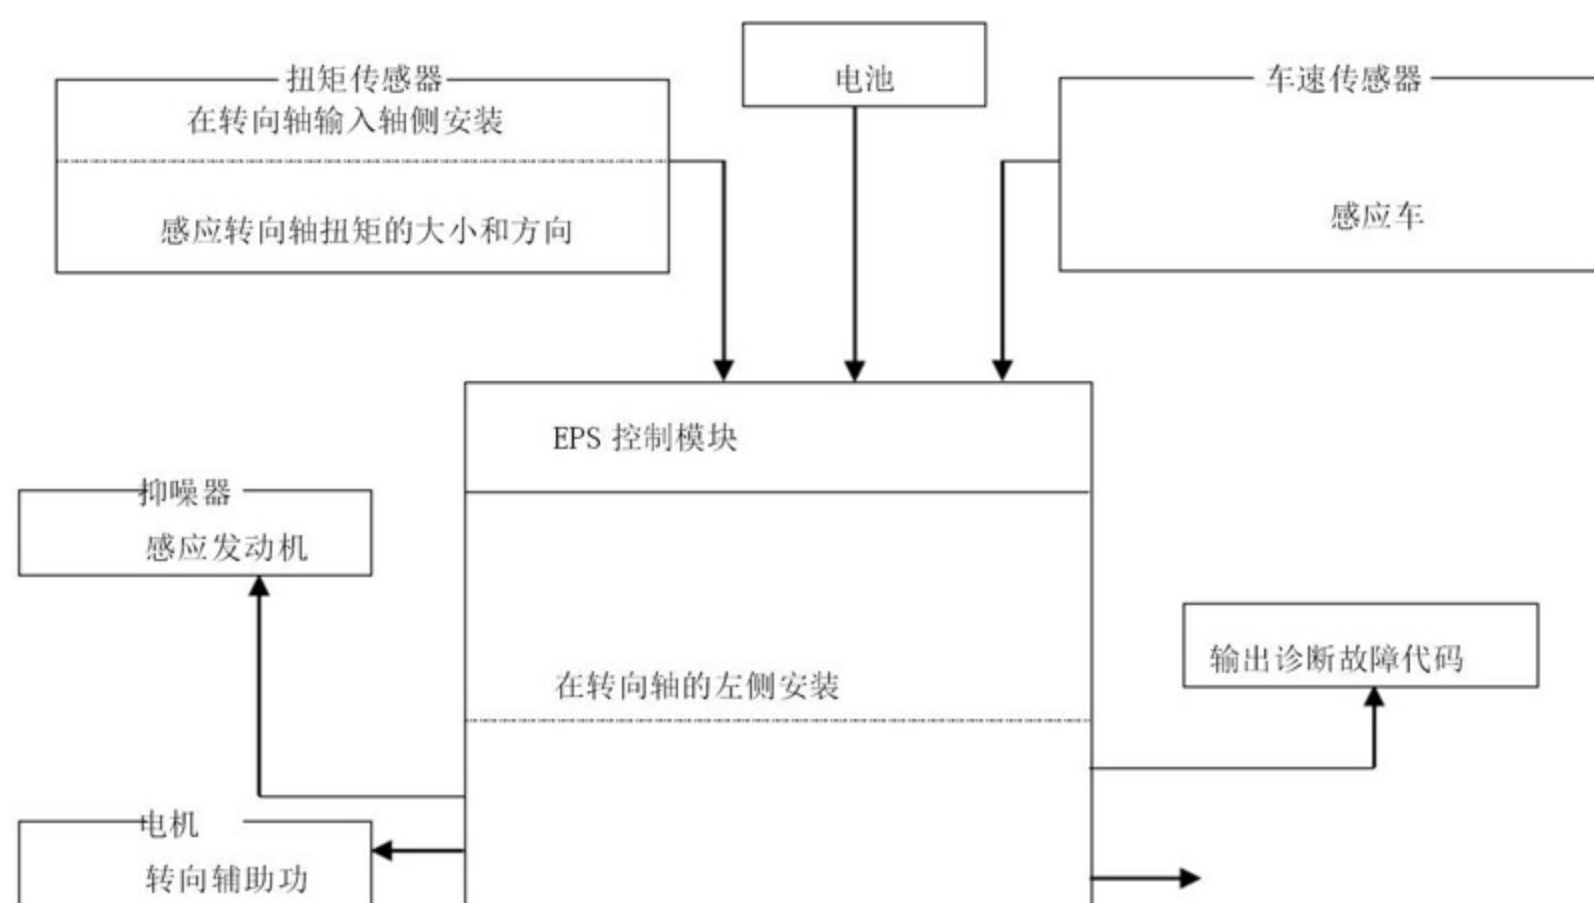 电池
扭矩传感器
车速传感器
在转向轴输入轴侧安装
感应转向轴扭矩的大小和方向
感应车
EPS 控制模块
抑噪器
感应发动机
输出诊断故障代码
在转向轴的左侧安装
电机
转向辅助功